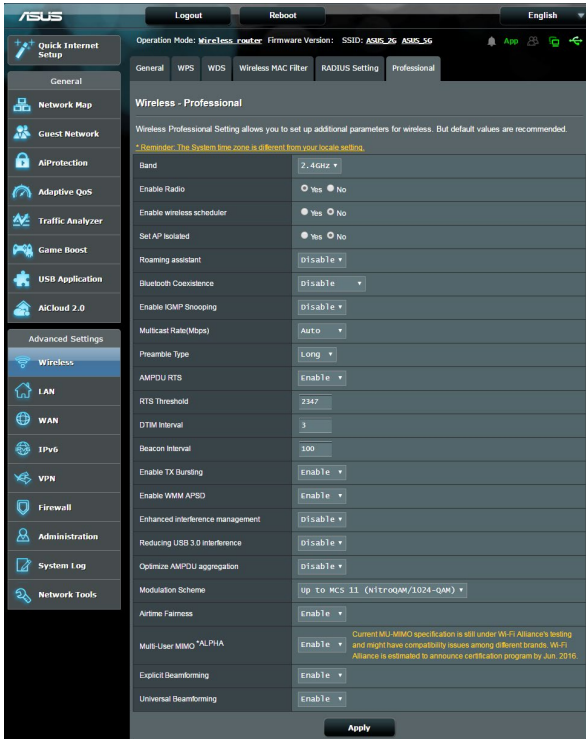 ASUS
Logout
Reboot
English
Quick Internet Setup
Operation Mode: Wireless router Firmware Version: SSID: ASUS_2G ASUS_5G
App
General
Network Map
Guest Network
AiProtection
Adaptive QoS
Traffic Analyzer
Game Boost
USB Application
AiCloud 2.0
Advanced Settings
Wireless
LAN
WAN
IPv6
VPN
Firewall
Administration
System Log
Network Tools
General WPS WDS Wireless MAC Filter RADIUS Setting Professional
Wireless - Professional
Wireless Professional Setting allows you to set up additional parameters for wireless. But default values are recommended.
* Reminder: The System time zone is different from your locale setting.
Band 2.4GHz
Enable Radio Yes No
Enable wireless scheduler Yes No
Set AP Isolated Yes No
Roaming assistant Disable
Bluetooth Coexistence Disable
Enable IGMP Snooping Disable
Multicast Rate(Mbps) Auto
Preamble Type Long
AMPDU RTS Enable
RTS Threshold 2347
DTIM Interval 3
Beacon Interval 100
Enable TX Bursting Enable
Enable WMM APSD Enable
Enhanced interference management Disable
Reducing USB 3.0 interference Disable
Optimize AMPDU aggregation Disable
Modulation Scheme Up to MCS 11 (NitroQAM/1024-QAM)
Airtime Fairness Enable
Multi-User MIMO *ALPHA Enable
Current MU-MIMO specification is still under Wi-Fi Alliance's testing
and might have compatibility issues among different brands. Wi-Fi
Alliance is estimated to announce certification program by Jun. 2016.
Explicit Beamforming Enable
Universal Beamforming Enable
Apply